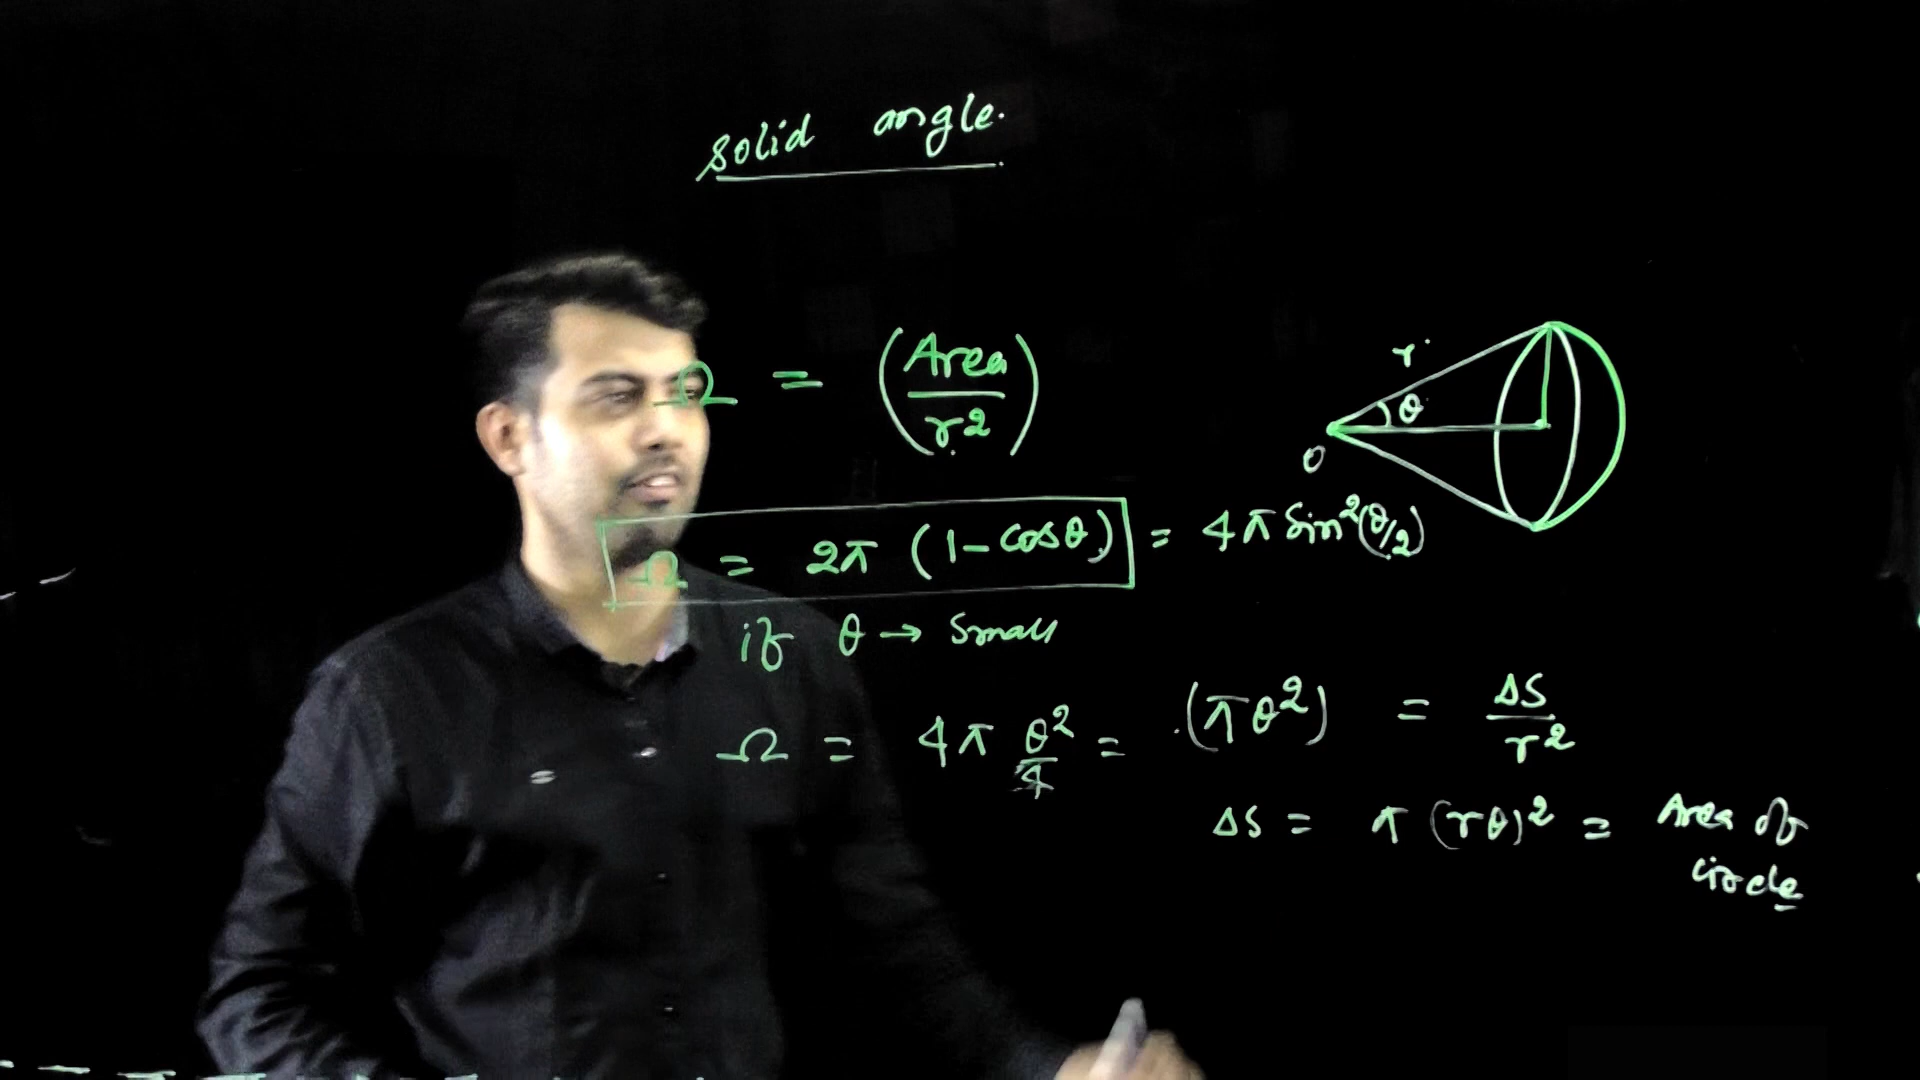 solid angle.
Ω = (Area / r²)
r
θ
O
Ω = 2π (1 - cosθ) = 4π sin²(θ/2)
if θ → small
Ω = 4π θ²/4 = (πθ²) = ΔS/r²
ΔS = π (rθ)² = Area of
circle